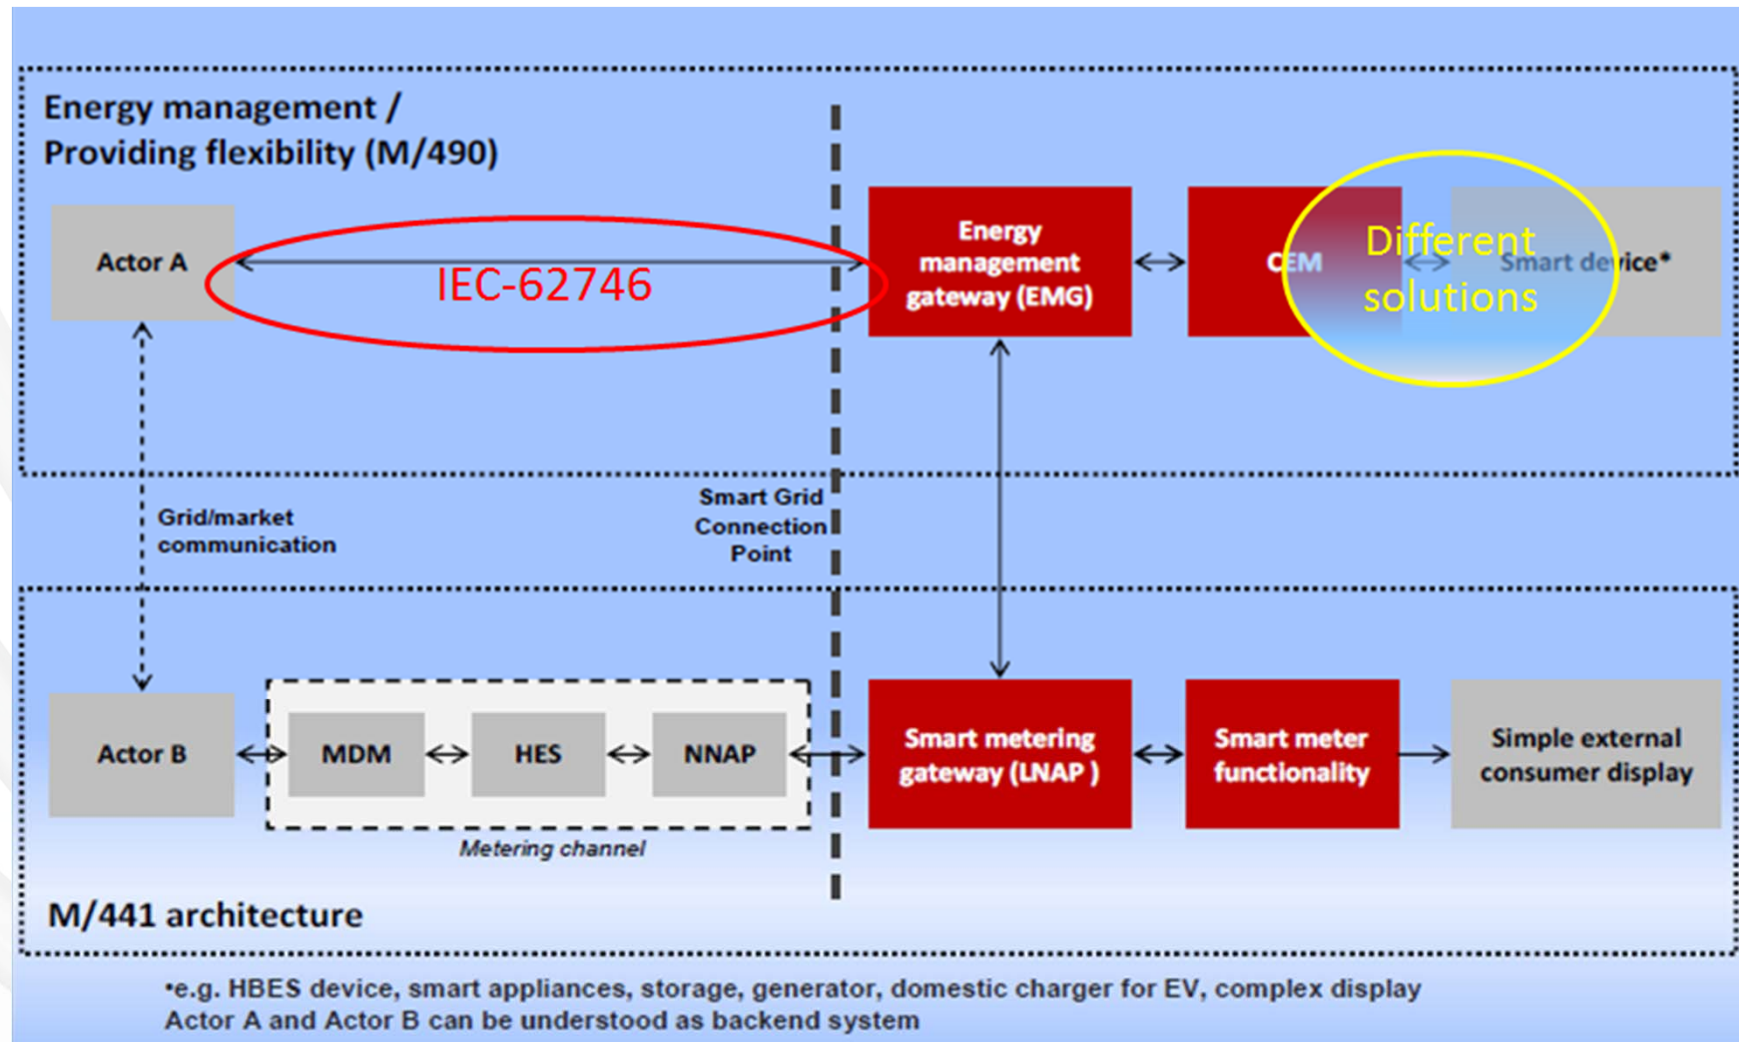 Energy management /
Providing flexibility (M/490)
Actor A
IEC-62746
Energy
management
gateway (EMG)
CEM
Different
solutions
Smart device*
Grid/market
communication
Smart Grid
Connection
Point
Actor B
MDM
HES
NNAP
Metering channel
Smart metering
gateway (LNAP )
Smart meter
functionality
Simple external
consumer display
M/441 architecture
•e.g. HBES device, smart appliances, storage, generator, domestic charger for EV, complex display
Actor A and Actor B can be understood as backend system